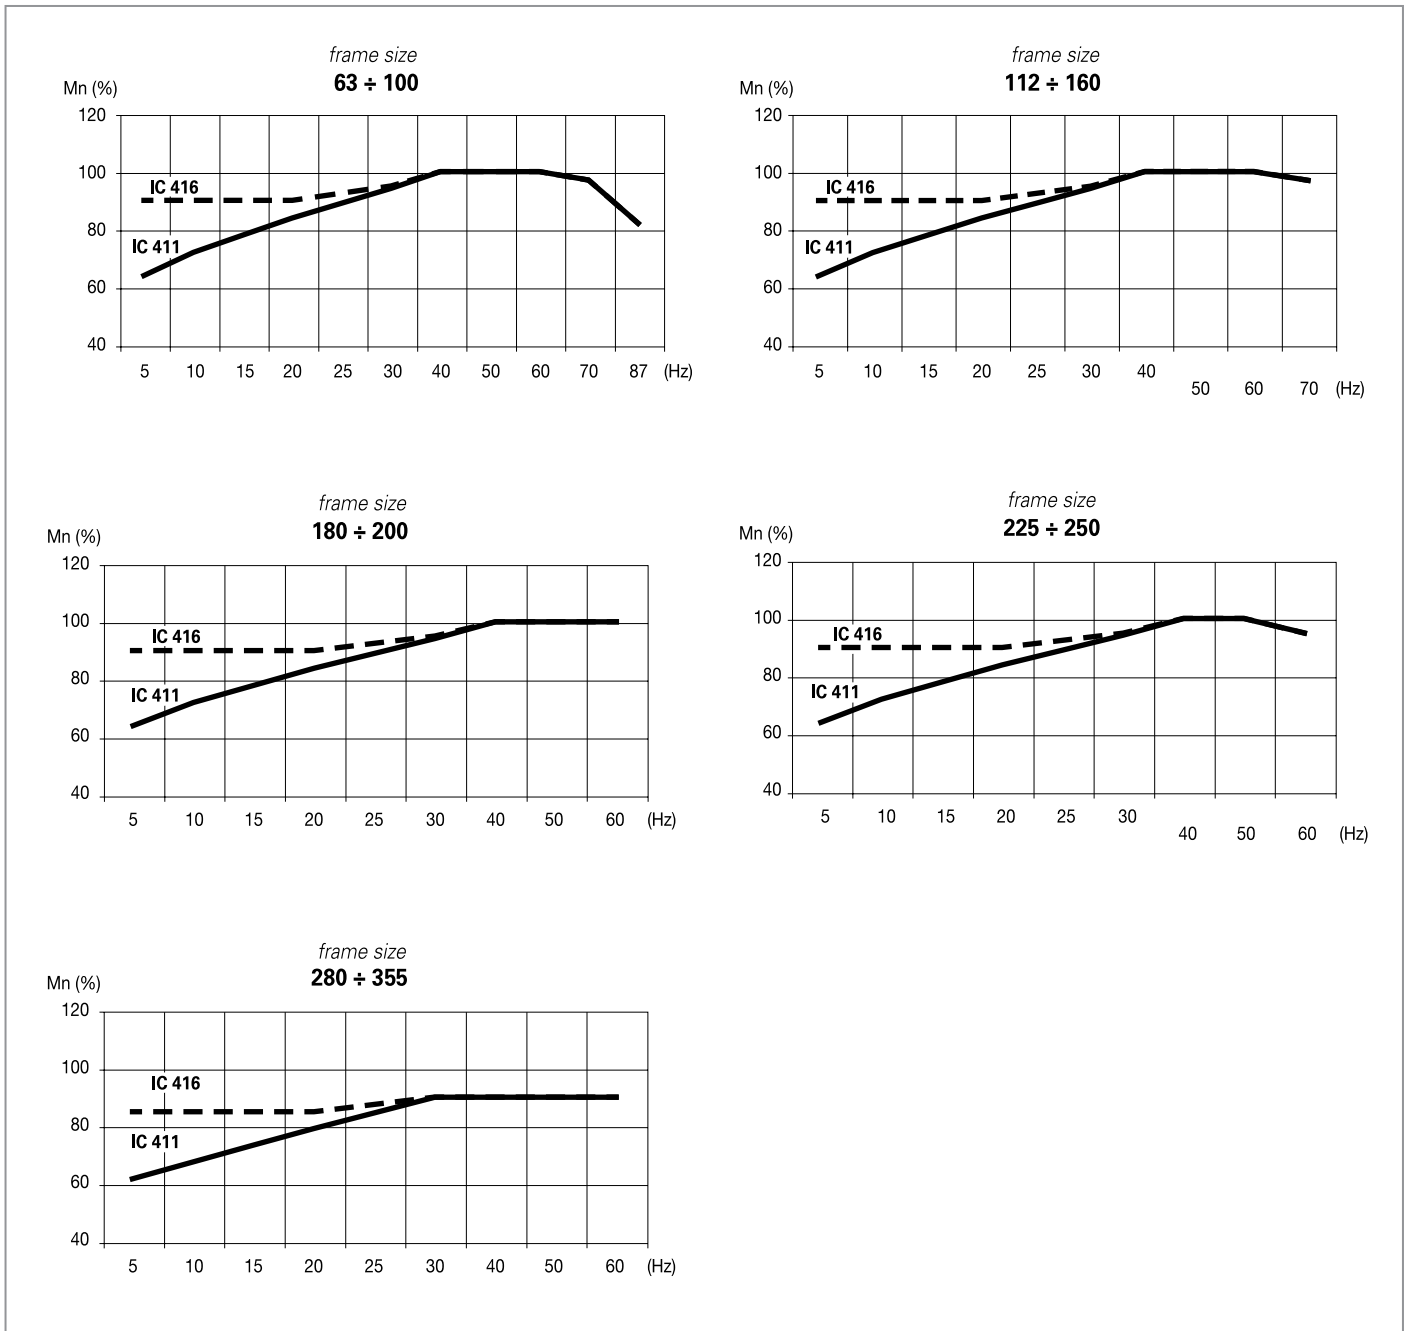 frame size
63 ÷ 100
Mn (%)
120
100
80
60
40
IC 416
IC 411
5 10 15 20 25 30 40 50 60 70 87 (Hz)
frame size
112 ÷ 160
Mn (%)
120
100
80
60
40
IC 416
IC 411
5 10 15 20 25 30 40
50 60 70 (Hz)
frame size
180 ÷ 200
Mn (%)
120
100
80
60
40
IC 416
IC 411
5 10 15 20 25 30 40 50 60 (Hz)
frame size
225 ÷ 250
Mn (%)
120
100
80
60
40
IC 416
IC 411
5 10 15 20 25 30
40 50 60 (Hz)
frame size
280 ÷ 355
Mn (%)
120
100
80
60
40
IC 416
IC 411
5 10 15 20 25 30 40 50 60 (Hz)